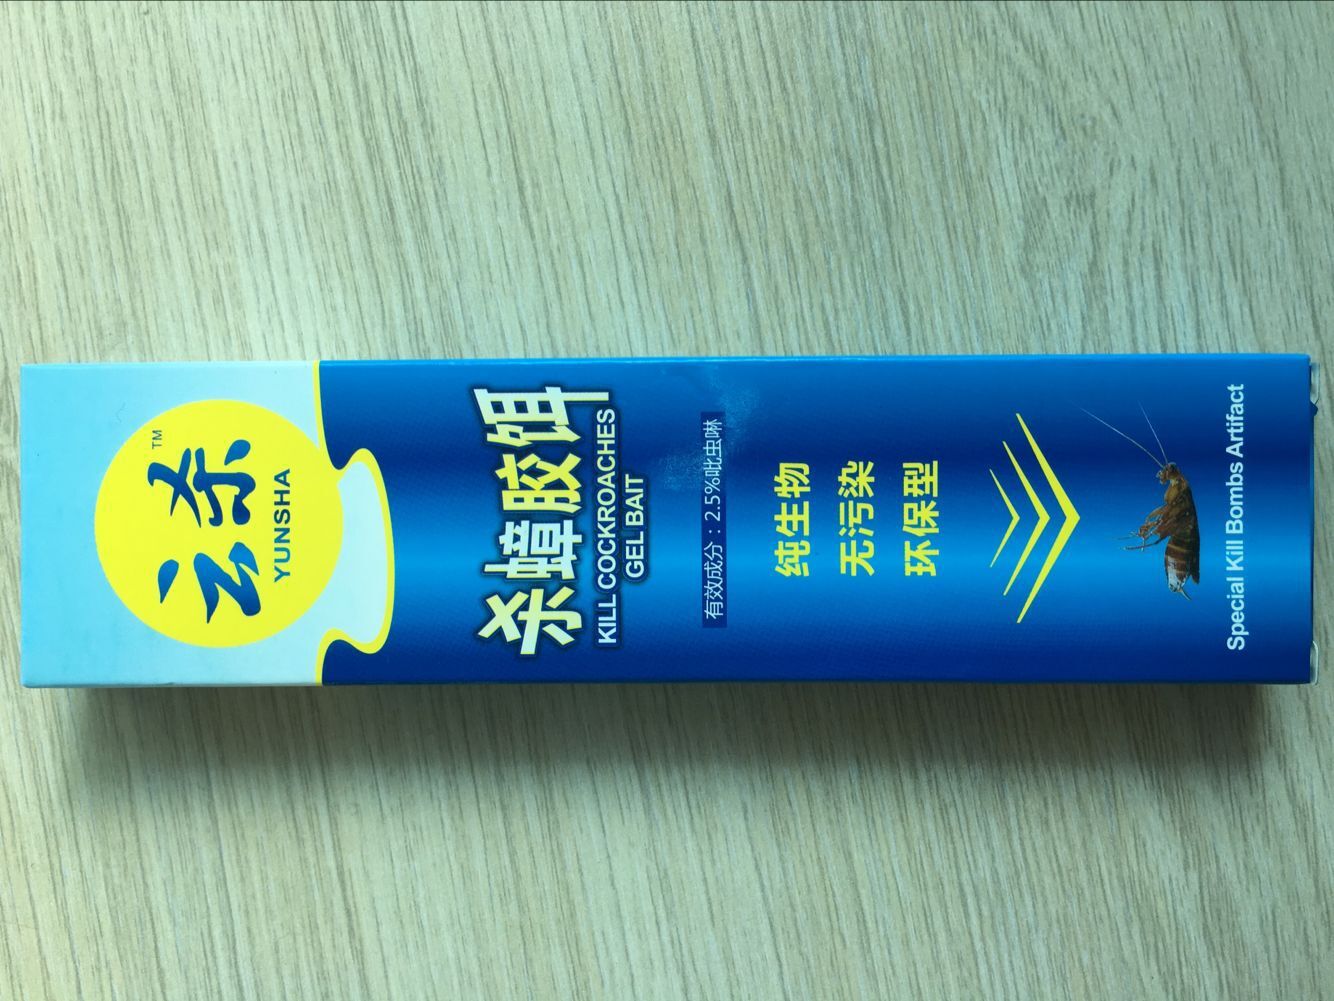 云杀
TM
YUNSHA
杀蟑胶饵
KILL COCKROACHES
GEL BAIT
有效成分：2.5%吡虫啉
纯生物
无污染
环保型
Special Kill Bombs Artifact